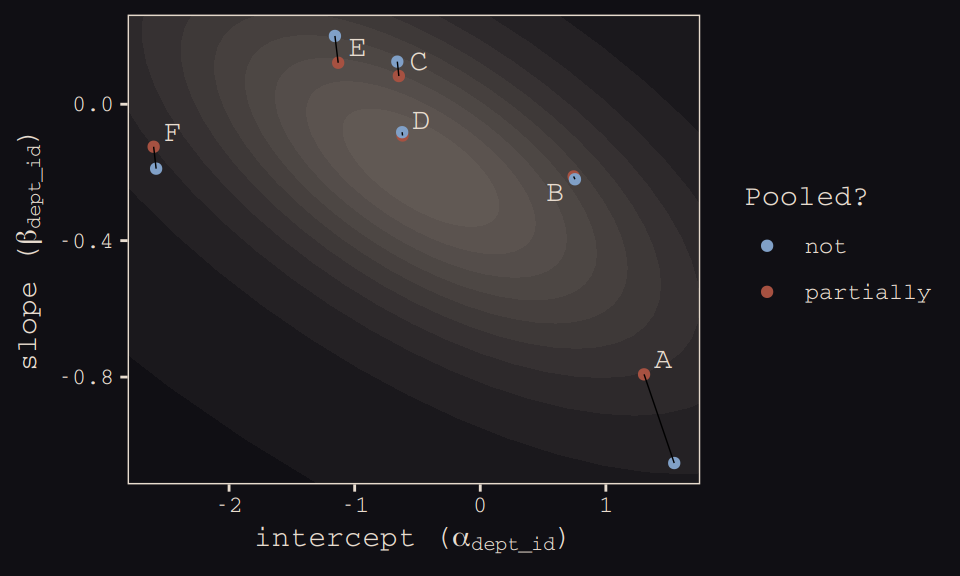 E
C
0.0
D
F
B
Pooled?
-0.4
not
partially
slope (βdept_id)
A
-0.8
-2 -1 0 1
intercept (αdept_id)